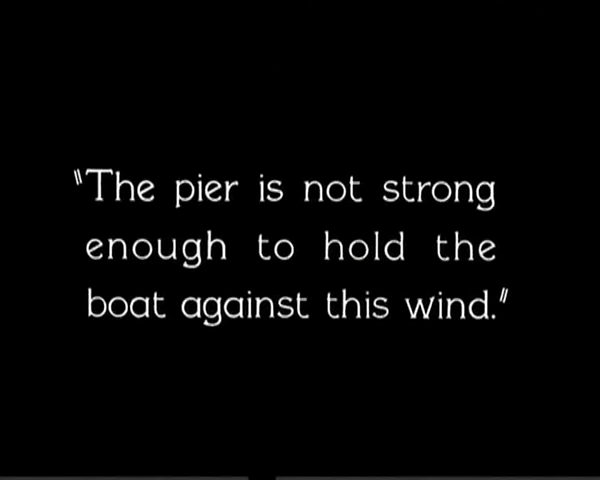 "The pier is not strong
enough to hold the
boat against this wind."